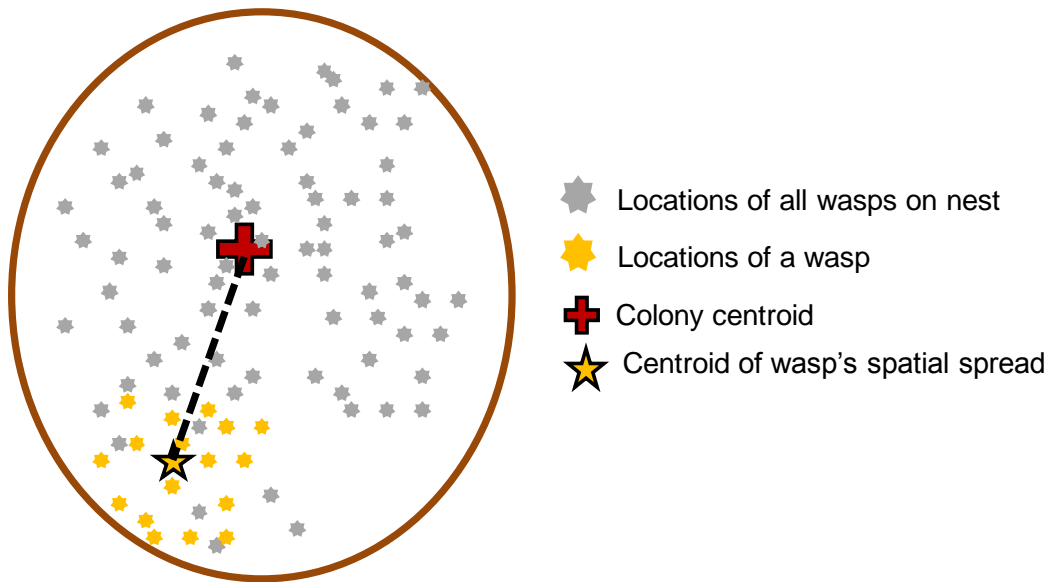 Locations of all wasps on nest
Locations of a wasp
Colony centroid
Centroid of wasp's spatial spread